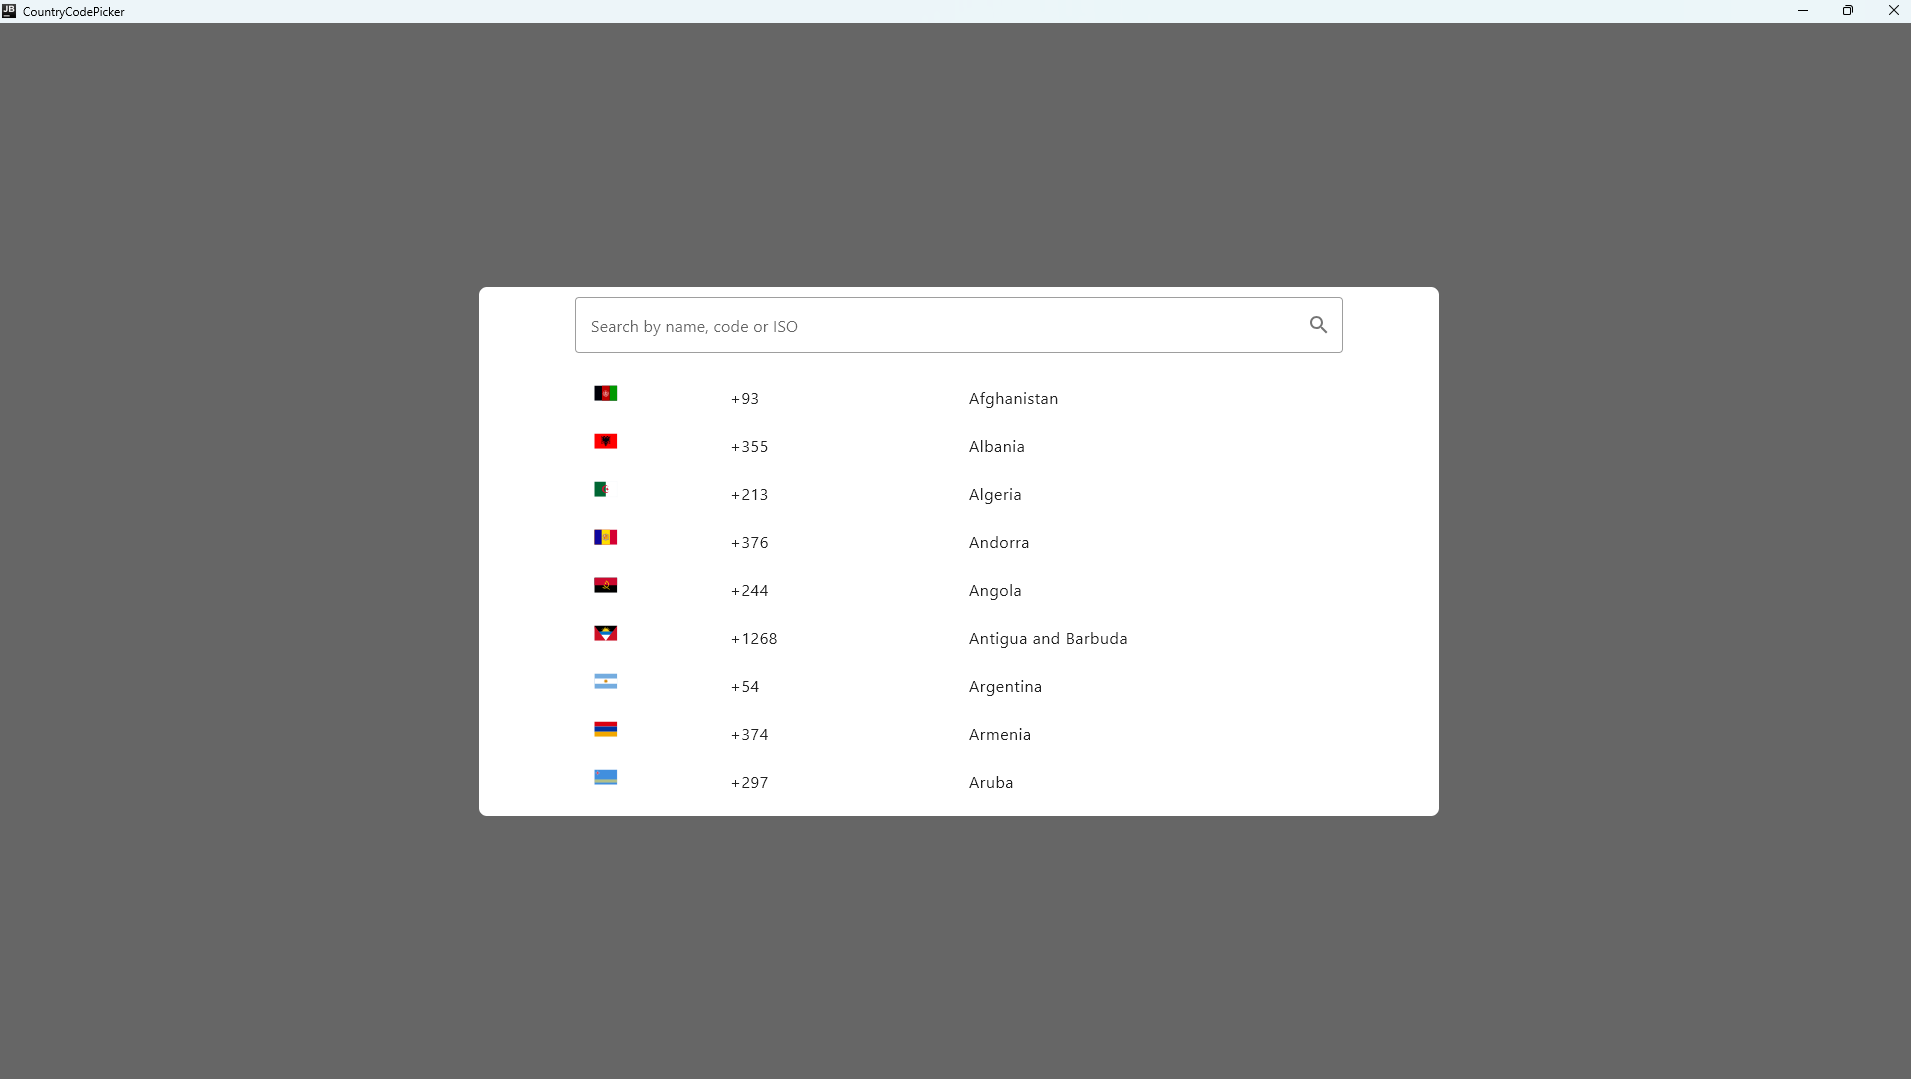 JB CountryCodePicker
Search by name, code or ISO
+93 Afghanistan
+355 Albania
+213 Algeria
+376 Andorra
+244 Angola
+1268 Antigua and Barbuda
+54 Argentina
+374 Armenia
+297 Aruba